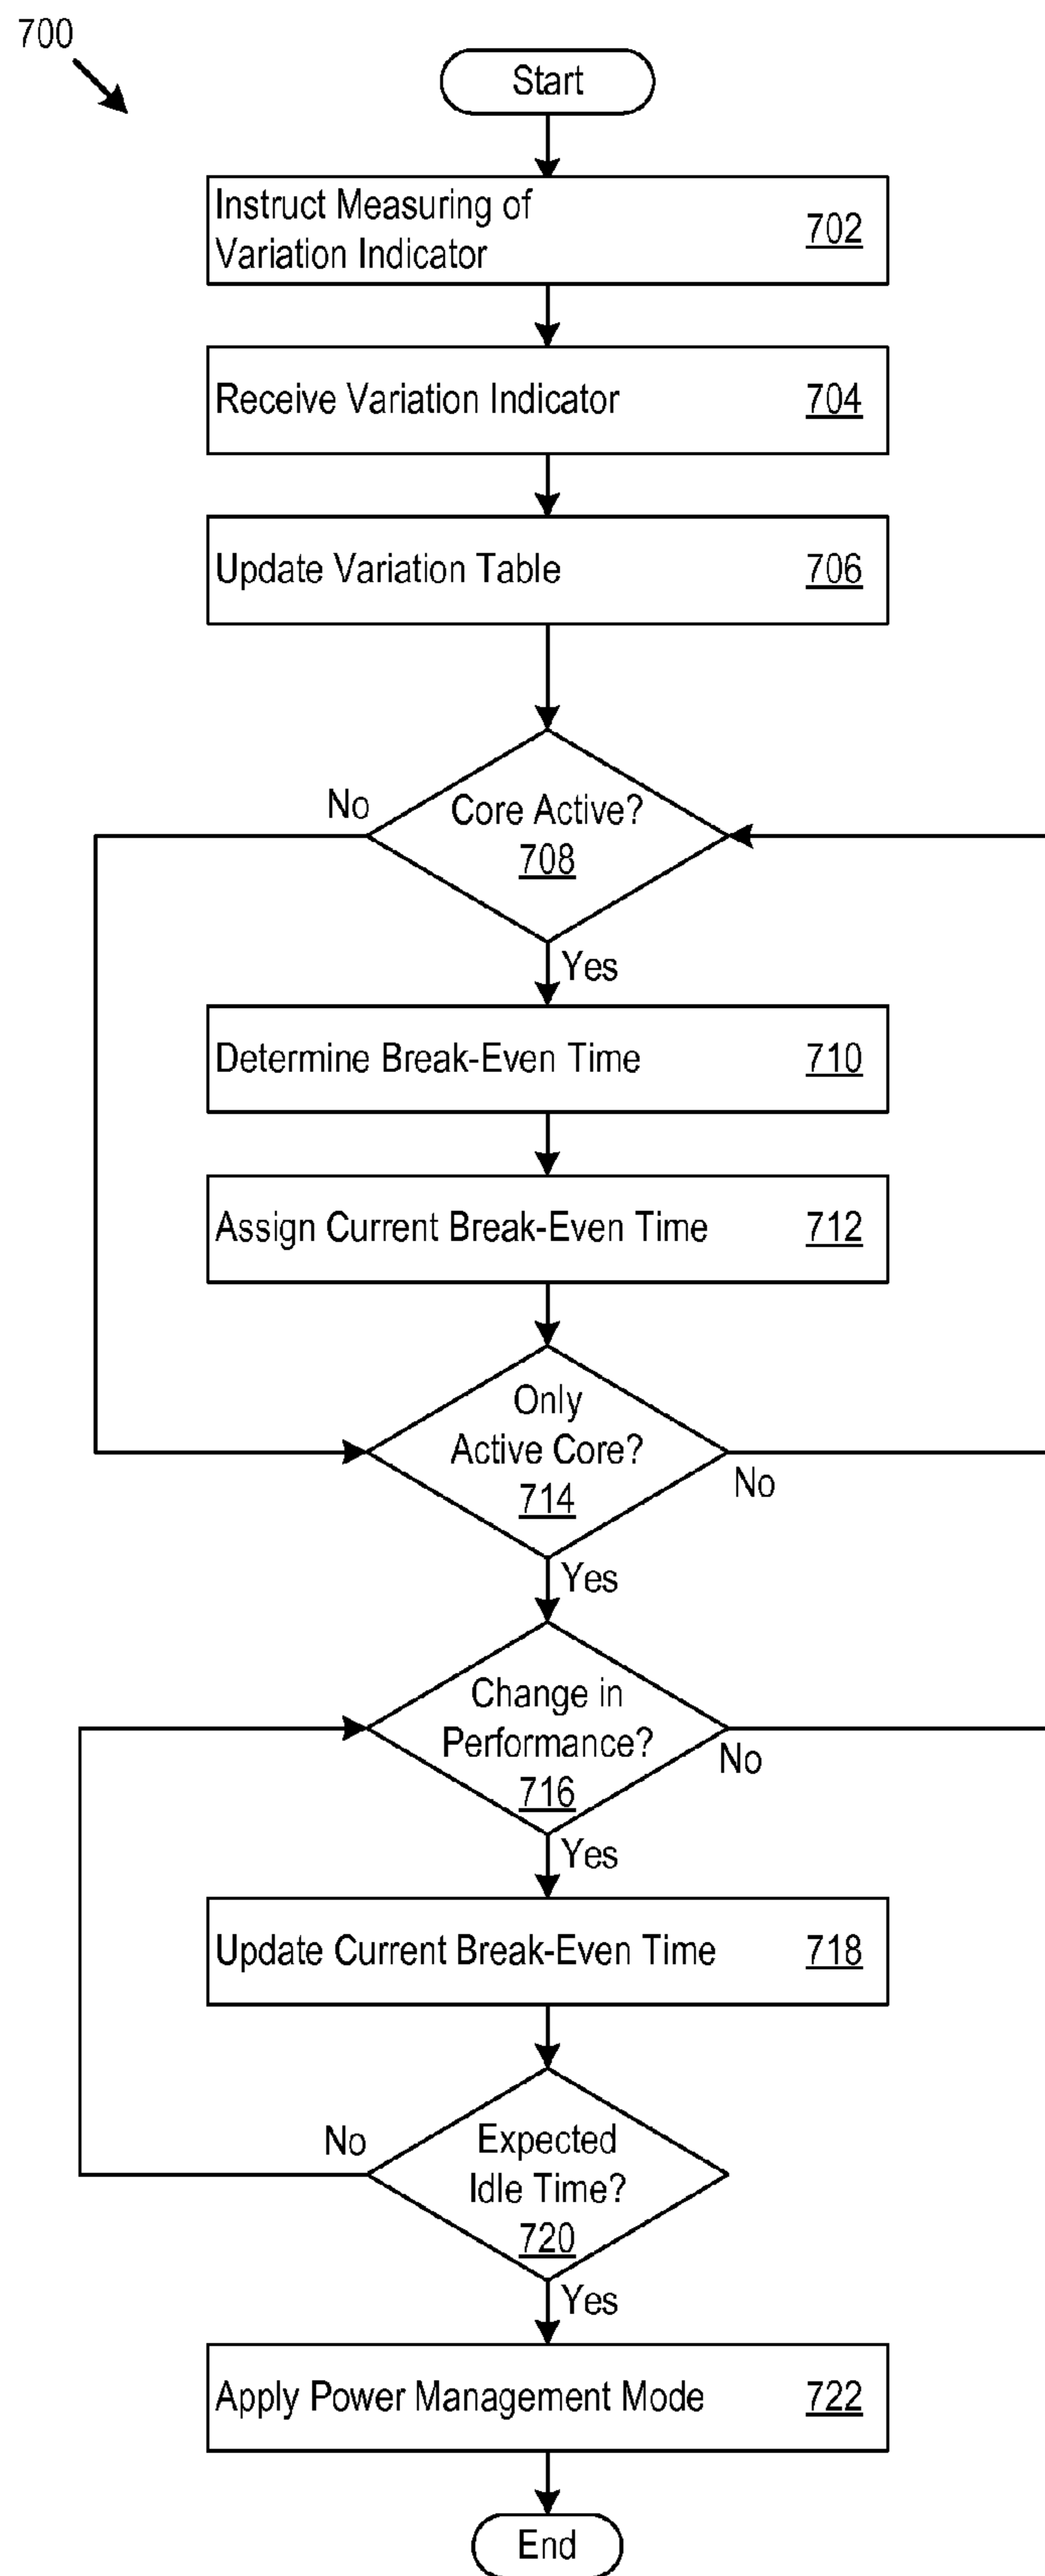 700
Start
Instruct Measuring of
Variation Indicator
702
Receive Variation Indicator
704
Update Variation Table
706
No
Core Active?
708
Yes
Determine Break-Even Time
710
Assign Current Break-Even Time
712
Only
Active Core?
714
No
Yes
Change in
Performance?
716
No
Yes
Update Current Break-Even Time
718
No
Expected
Idle Time?
720
Yes
Apply Power Management Mode
722
End